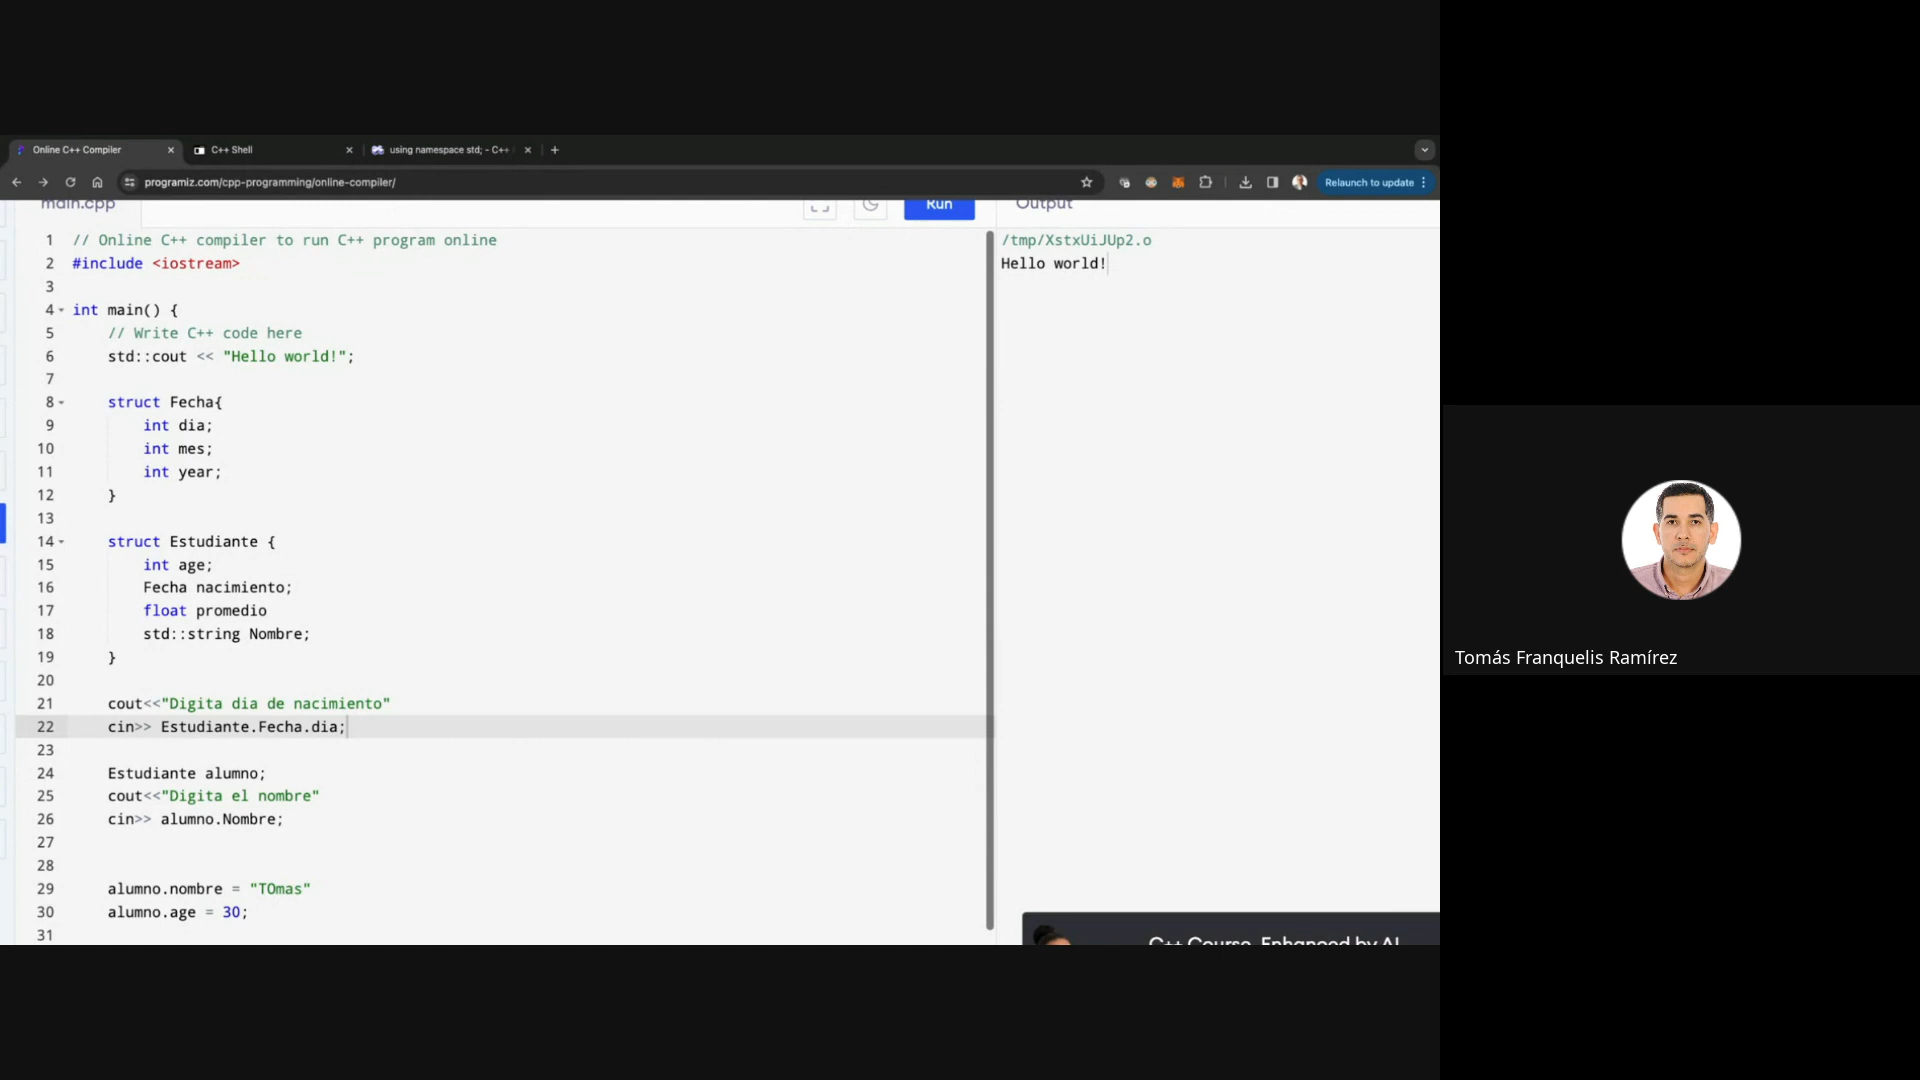 Online C++ Compiler
C++ Shell
using namespace std; - C++
programiz.com/cpp-programming/online-compiler/
Relaunch to update
main.cpp
Run
Output
1 // Online C++ compiler to run C++ program online
2 #include <iostream>
3
4 int main() {
5 // Write C++ code here
6 std::cout << "Hello world!";
7
8 struct Fecha{
9 int dia;
10 int mes;
11 int year;
12 }
13
14 struct Estudiante {
15 int age;
16 Fecha nacimiento;
17 float promedio
18 std::string Nombre;
19 }
20
21 cout<<"Digita dia de nacimiento"
22 cin>> Estudiante.Fecha.dia;
23
24 Estudiante alumno;
25 cout<<"Digita el nombre"
26 cin>> alumno.Nombre;
27
28
29 alumno.nombre = "TOmas"
30 alumno.age = 30;
31
/tmp/XstxUiJUp2.o
Hello world!
C++ Course, Enhanced by AI
Tomás Franquelis Ramírez